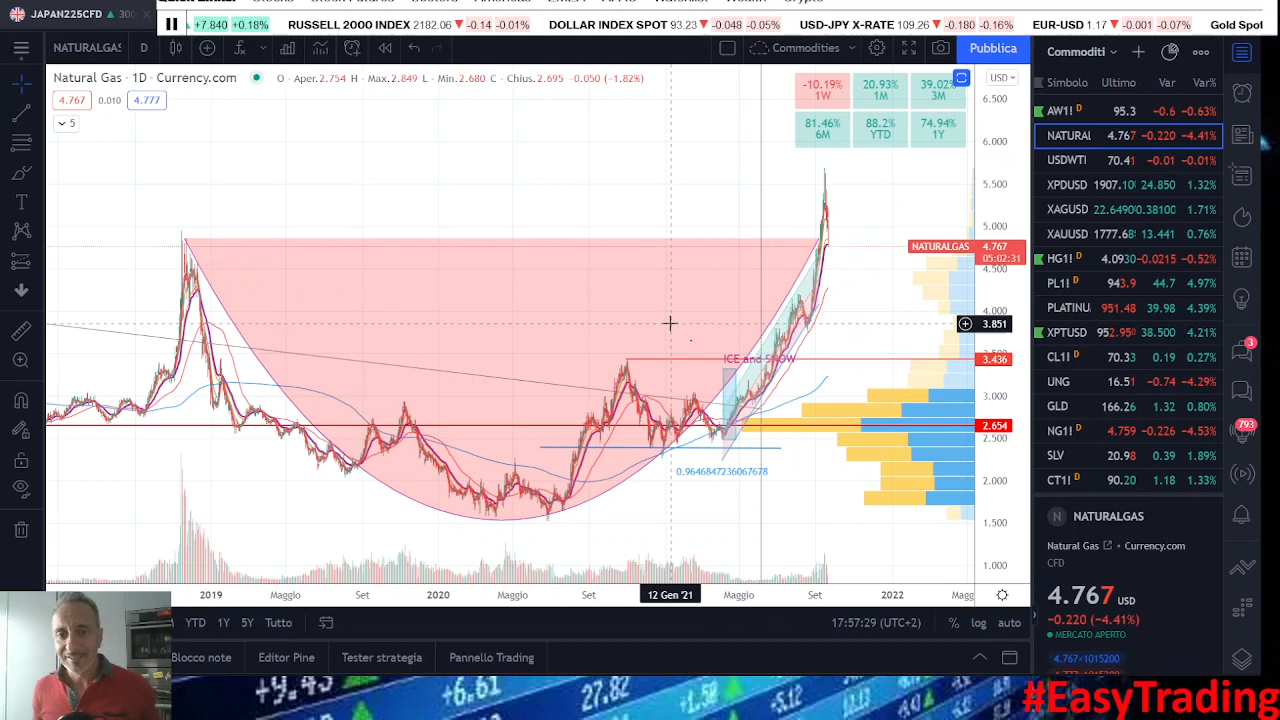 JAPAN225CFD ▲ 30
+7.840 ▲ +0.18% RUSSELL 2000 INDEX 2182.06 ▼ -0.14 -0.01% DOLLAR INDEX SPOT 93.23 ▼ -0.048 -0.05% USD-JPY X-RATE 109.26 ▼ -0.180 -0.16% EUR-USD 1.17 ▼ -0.001 -0.07% Gold Spot
NATURALGAS D Commodities Pubblica
Natural Gas · 1D · Currency.com O - Aper.2.754 H - Max.2.849 L - Min.2.680 C - Chius.2.695 -0.050 (-1.82%)
4.767 0.010 4.777
5
-10.19% 1W 20.93% 1M 39.02% 3M
81.46% 6M 88.2% YTD 74.94% 1Y
USD
6.500
6.000
5.500
5.000
NATURALGAS 4.767
05:02:31
4.500
4.000
3.851
ICE and SNOW 3.436
3.000
2.654
2.500
0.9646847236067678
2.000
1.500
1.000
2019 Maggio Set 2020 Maggio Set 12 Gen '21 Maggio Set 2022 Magg
YTD 1Y 5Y Tutto 17:57:29 (UTC+2) % log auto
Blocco note Editor Pine Tester strategia Pannello Trading
Commoditi
Simbolo Ultimo Var Var%
AW1! D 95.3 -0.6 -0.63%
NATURAL 4.767 -0.220 -4.41%
USDWTI 70.41 -0.01 -0.01%
XPDUSD 1907.10 24.850 1.32%
XAGUSD 22.6490 0.38100 1.71%
XAUUSD 1777.68 13.441 0.76%
HG1! D 4.0930 -0.0215 -0.52%
PL1! D 943.9 44.7 4.97%
PLATINU 951.48 39.98 4.39%
XPTUSD 952.950 38.500 4.21%
CL1! D 70.33 0.19 0.27%
UNG 16.51 -0.74 -4.29%
GLD 166.26 1.32 0.80%
NG1! D 4.759 -0.226 -4.53%
SLV 20.98 0.39 1.89%
CT1! D 90.20 1.18 1.33%
3
793
N NATURALGAS
Natural Gas · Currency.com
CFD
4.767 USD
-0.220 (-4.41%)
MERCATO APERTO
4.767×1015200
+9.45 +6.61 27.82
#EasyTrading